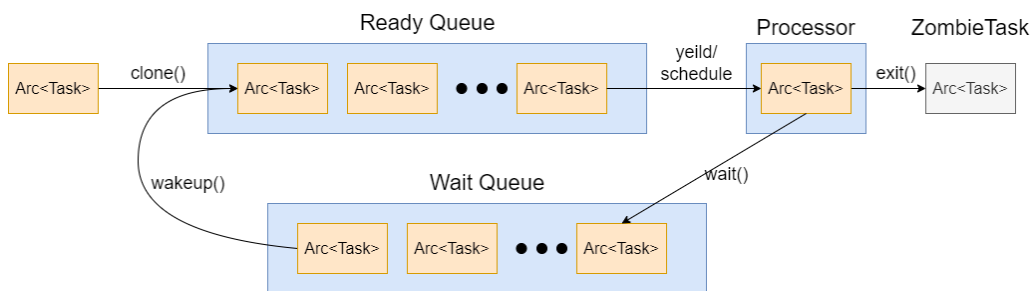 Ready Queue
Processor
ZombieTask
Arc<Task>
clone()
Arc<Task>
Arc<Task>
Arc<Task>
yeild/
schedule
Arc<Task>
exit()
Arc<Task>
wakeup()
Wait Queue
wait()
Arc<Task>
Arc<Task>
Arc<Task>